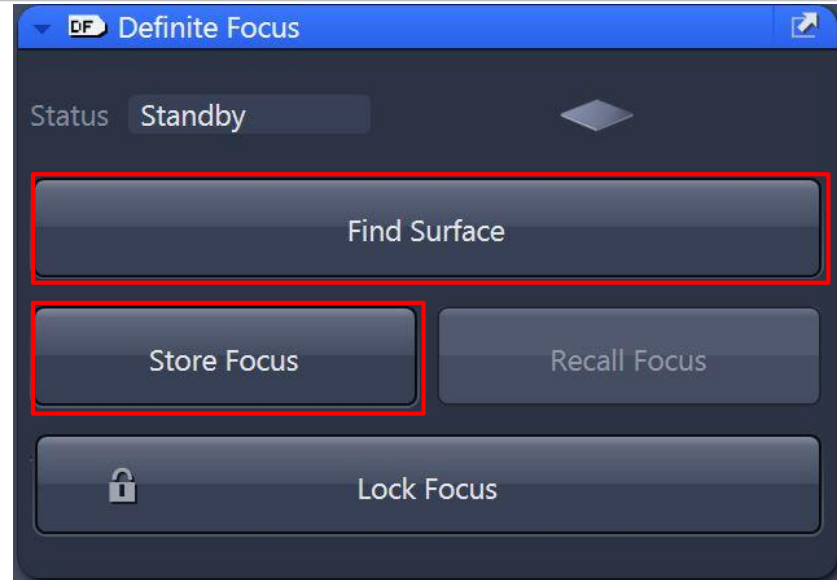 DF Definite Focus
Status Standby
Find Surface
Store Focus Recall Focus
Lock Focus